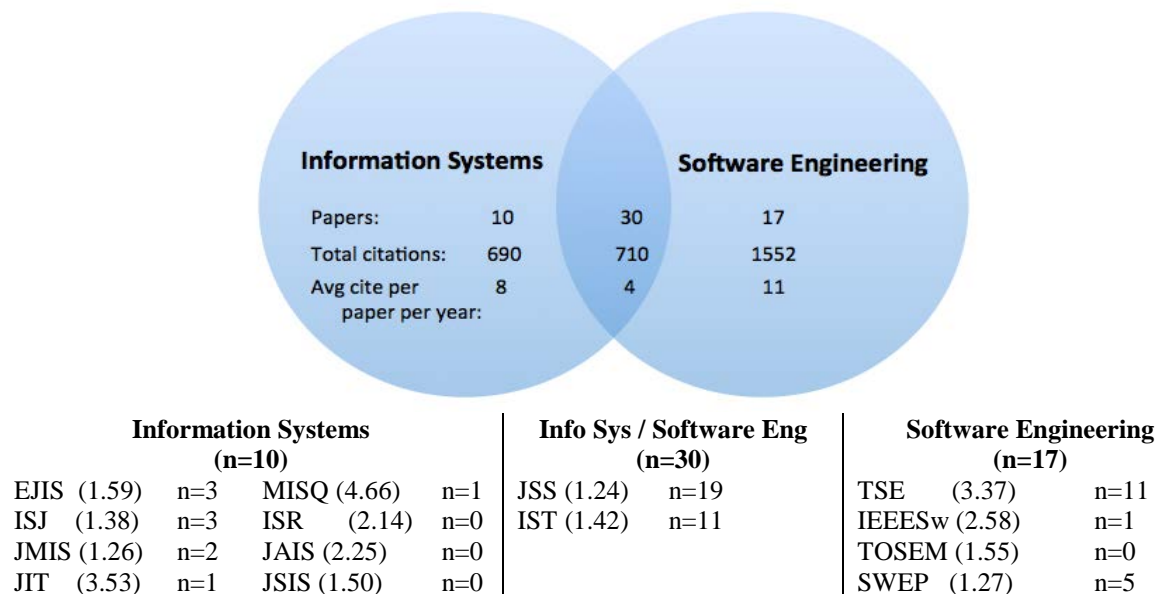 Information Systems Software Engineering
Papers: 10 30 17
Total citations: 690 710 1552
Avg cite per 8 4 11
paper per year:
Information Systems Info Sys / Software Eng Software Engineering
(n=10) (n=30) (n=17)
EJIS (1.59) n=3 MISQ (4.66) n=1 JSS (1.24) n=19 TSE (3.37) n=11
ISJ (1.38) n=3 ISR (2.14) n=0 IST (1.42) n=11 IEEESw (2.58) n=1
JMIS (1.26) n=2 JAIS (2.25) n=0 TOSEM (1.55) n=0
JIT (3.53) n=1 JSIS (1.50) n=0 SWEP (1.27) n=5